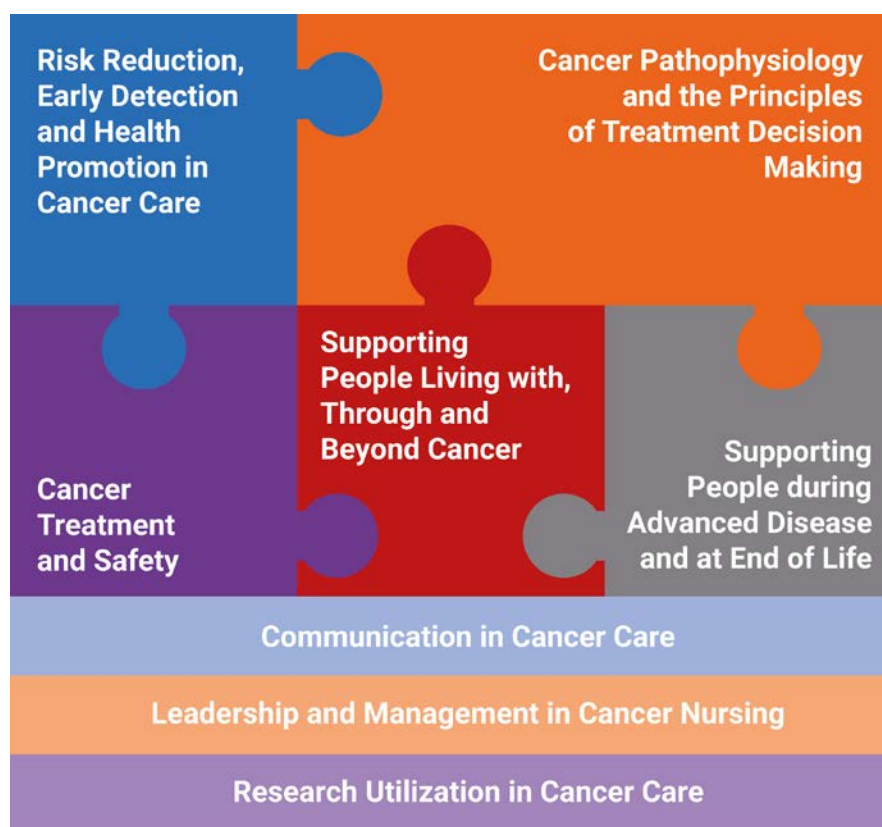 Risk Reduction,
Early Detection
and Health
Promotion in
Cancer Care
Cancer Pathophysiology
and the Principles
of Treatment Decision
Making
Cancer
Treatment
and Safety
Supporting
People Living with,
Through and
Beyond Cancer
Supporting
People during
Advanced Disease
and at End of Life
Communication in Cancer Care
Leadership and Management in Cancer Nursing
Research Utilization in Cancer Care